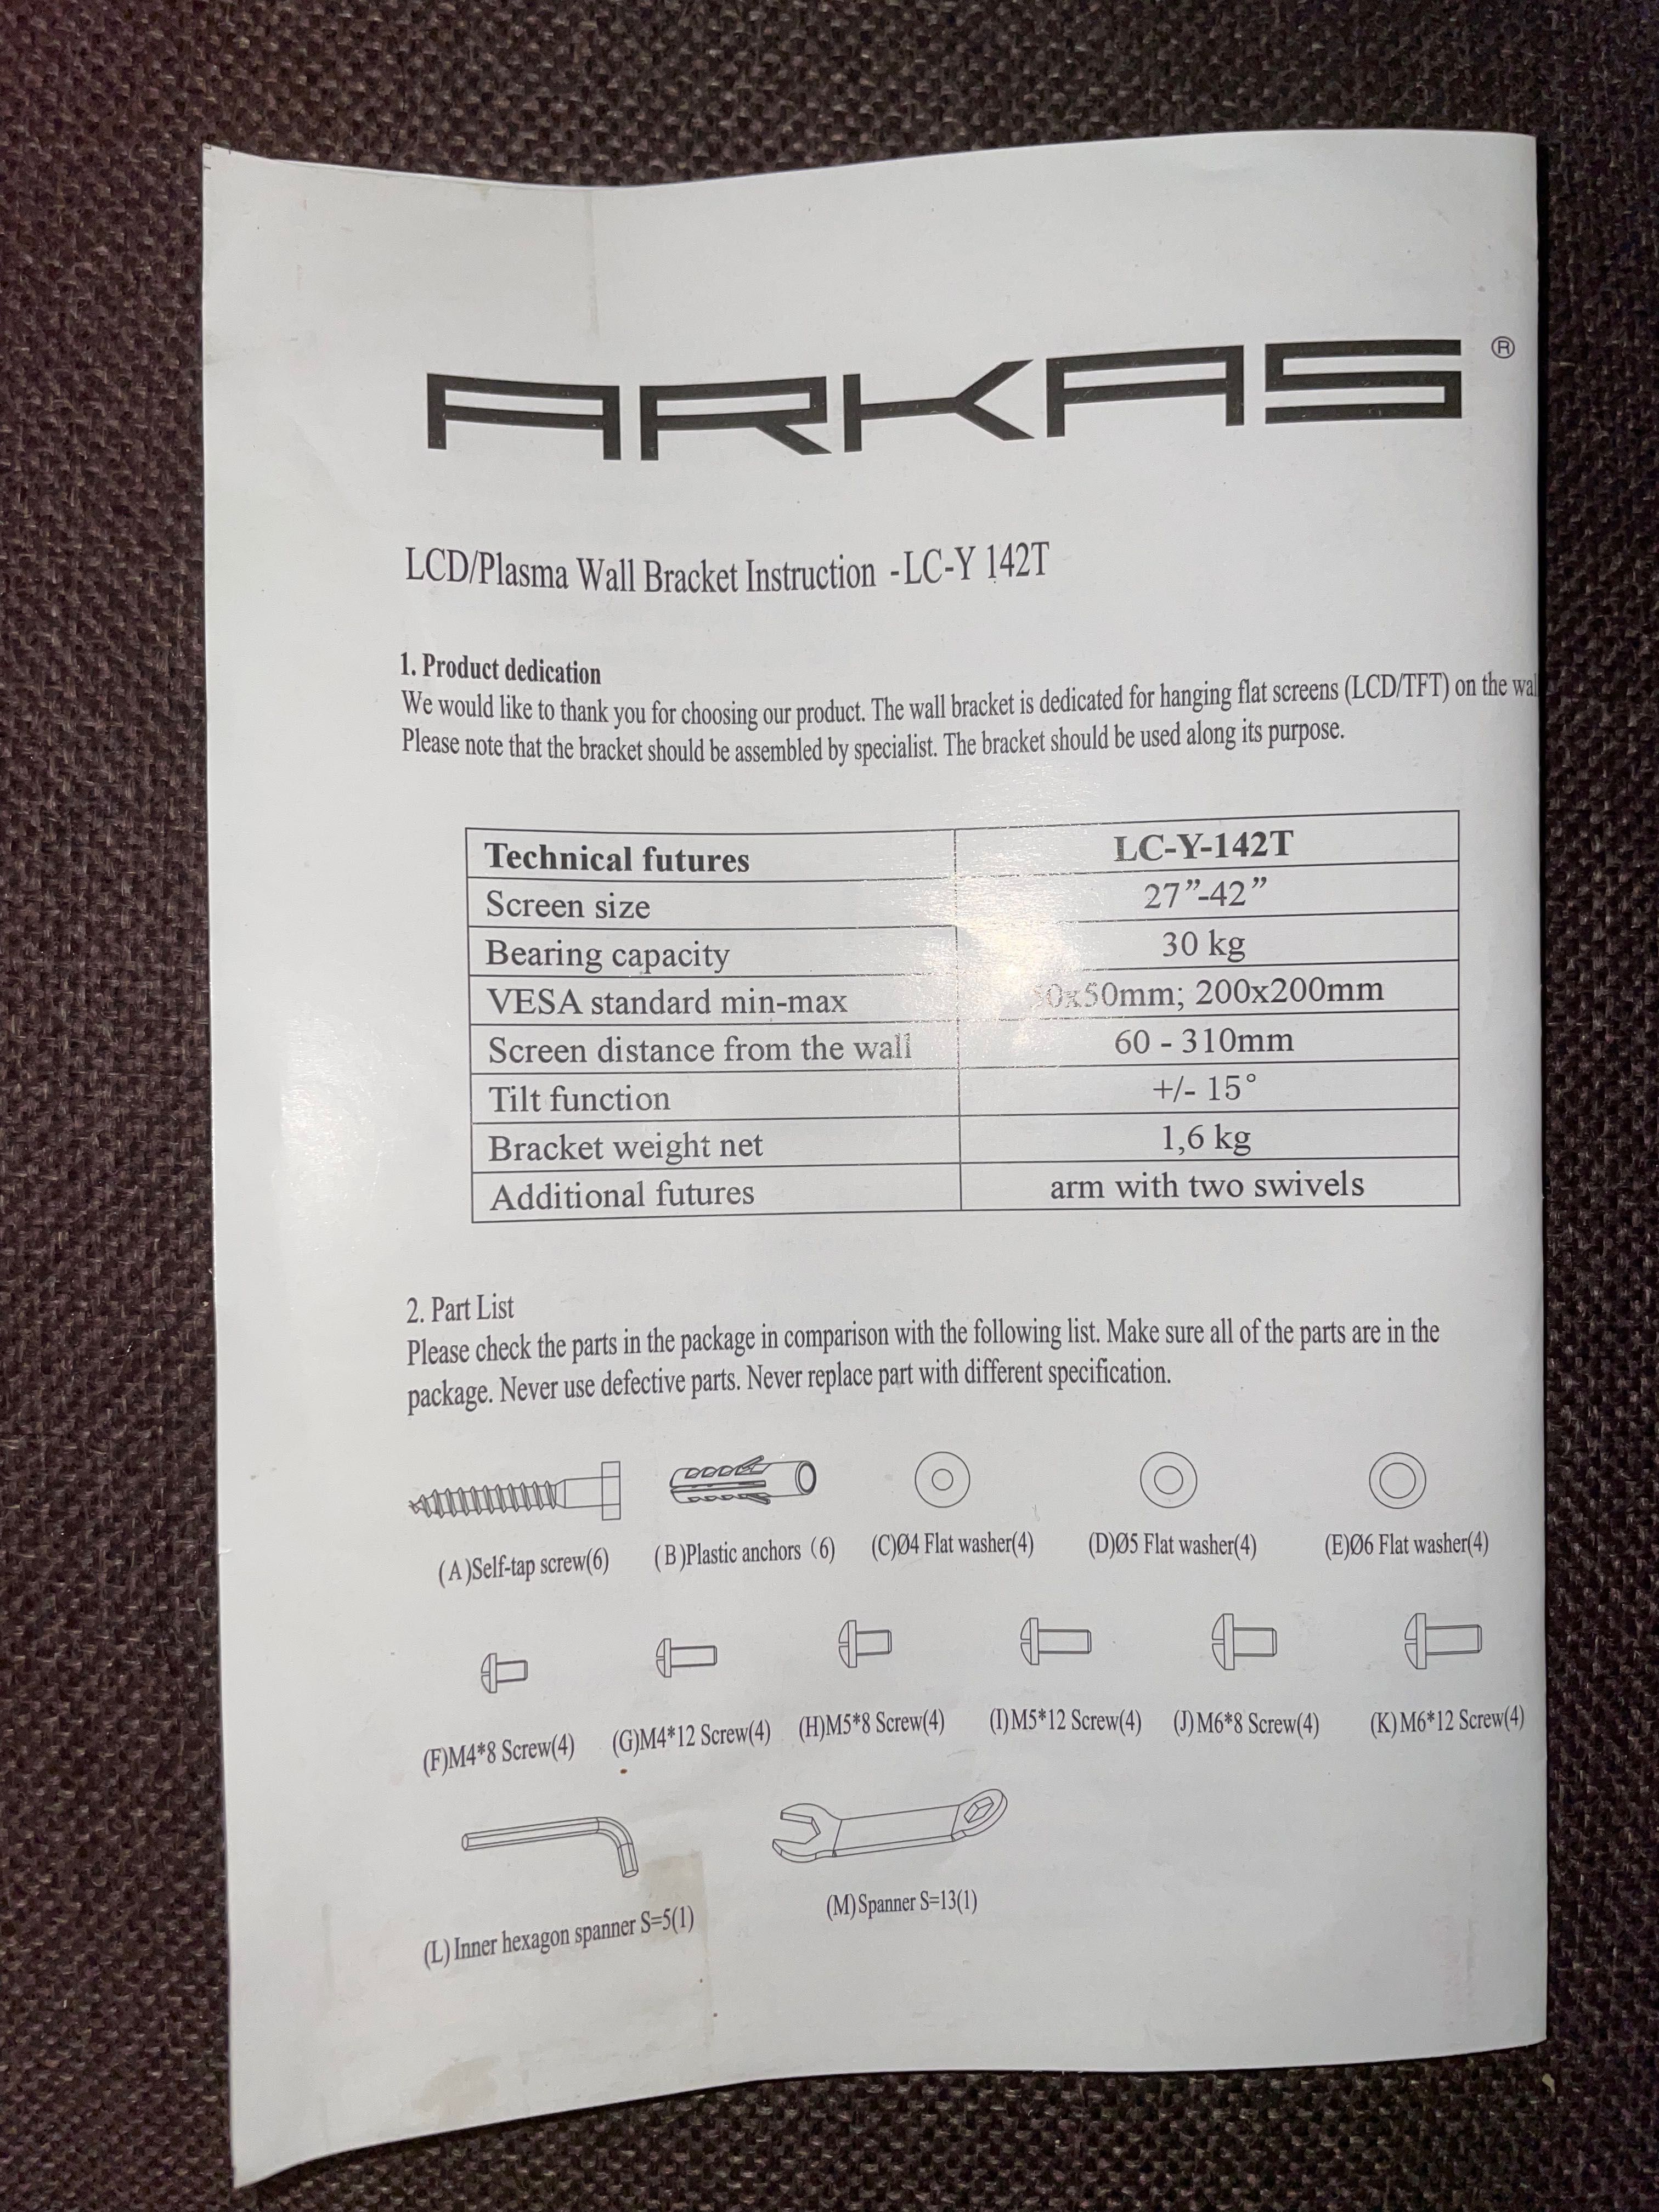 ARKAS ®
LCD/Plasma Wall Bracket Instruction -LC-Y 142T
1. Product dedication
We would like to thank you for choosing our product. The wall bracket is dedicated for hanging flat screens (LCD/TFT) on the wal
Please note that the bracket should be assembled by specialist. The bracket should be used along its purpose.
Technical futures LC-Y-142T
Screen size 27”-42”
Bearing capacity 30 kg
VESA standard min-max 50x50mm; 200x200mm
Screen distance from the wall 60 - 310mm
Tilt function +/- 15°
Bracket weight net 1,6 kg
Additional futures arm with two swivels
2. Part List
Please check the parts in the package in comparison with the following list. Make sure all of the parts are in the
package. Never use defective parts. Never replace part with different specification.
(A)Self-tap screw(6) (B)Plastic anchors (6) (C)Ø4 Flat washer(4) (D)Ø5 Flat washer(4) (E)Ø6 Flat washer(4)
(F)M4*8 Screw(4) (G)M4*12 Screw(4) (H)M5*8 Screw(4) (I)M5*12 Screw(4) (J)M6*8 Screw(4) (K)M6*12 Screw(4)
(L)Inner hexagon spanner S=5(1) (M)Spanner S=13(1)